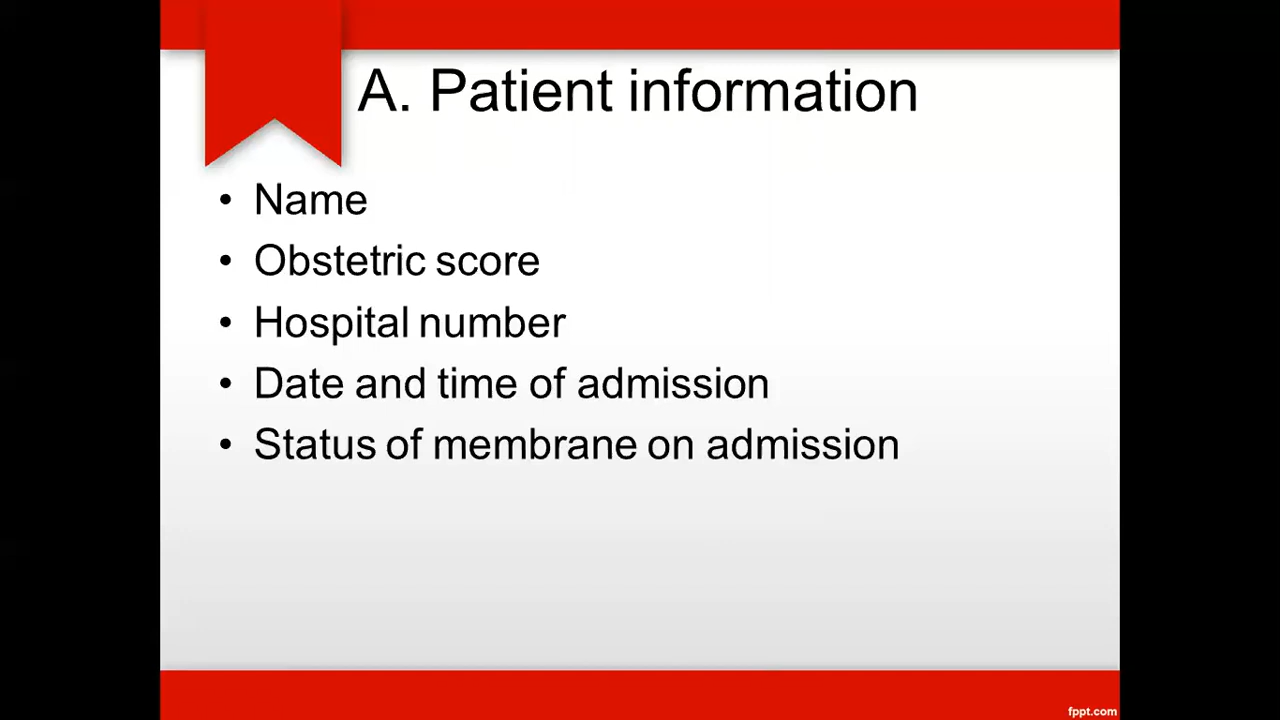 A. Patient information
• Name
• Obstetric score
• Hospital number
• Date and time of admission
• Status of membrane on admission
fppt.com